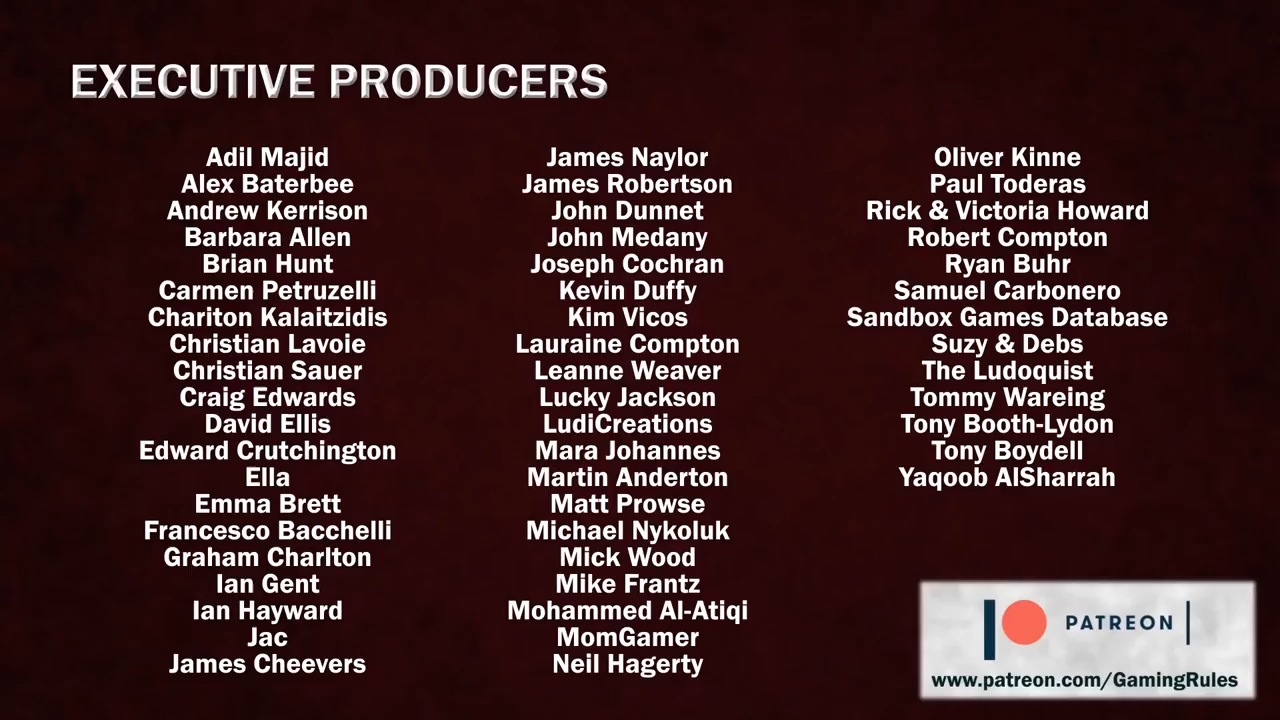 EXECUTIVE PRODUCERS
Adil Majid
Alex Baterbee
Andrew Kerrison
Barbara Allen
Brian Hunt
Carmen Petruzelli
Chariton Kalaitzidis
Christian Lavoie
Christian Sauer
Craig Edwards
David Ellis
Edward Crutchington
Ella
Emma Brett
Francesco Bacchelli
Graham Charlton
Ian Gent
Ian Hayward
Jac
James Cheevers
James Naylor
James Robertson
John Dunnet
John Medany
Joseph Cochran
Kevin Duffy
Kim Vicos
Lauraine Compton
Leanne Weaver
Lucky Jackson
LudiCreations
Mara Johannes
Martin Anderton
Matt Prowse
Michael Nykoluk
Mick Wood
Mike Frantz
Mohammed Al-Atiqi
MomGamer
Neil Hagerty
Oliver Kinne
Paul Toderas
Rick & Victoria Howard
Robert Compton
Ryan Buhr
Samuel Carbonero
Sandbox Games Database
Suzy & Debs
The Ludoquist
Tommy Wareing
Tony Booth-Lydon
Tony Boydell
Yaqoob AlSharrah
PATREON
www.patreon.com/GamingRules